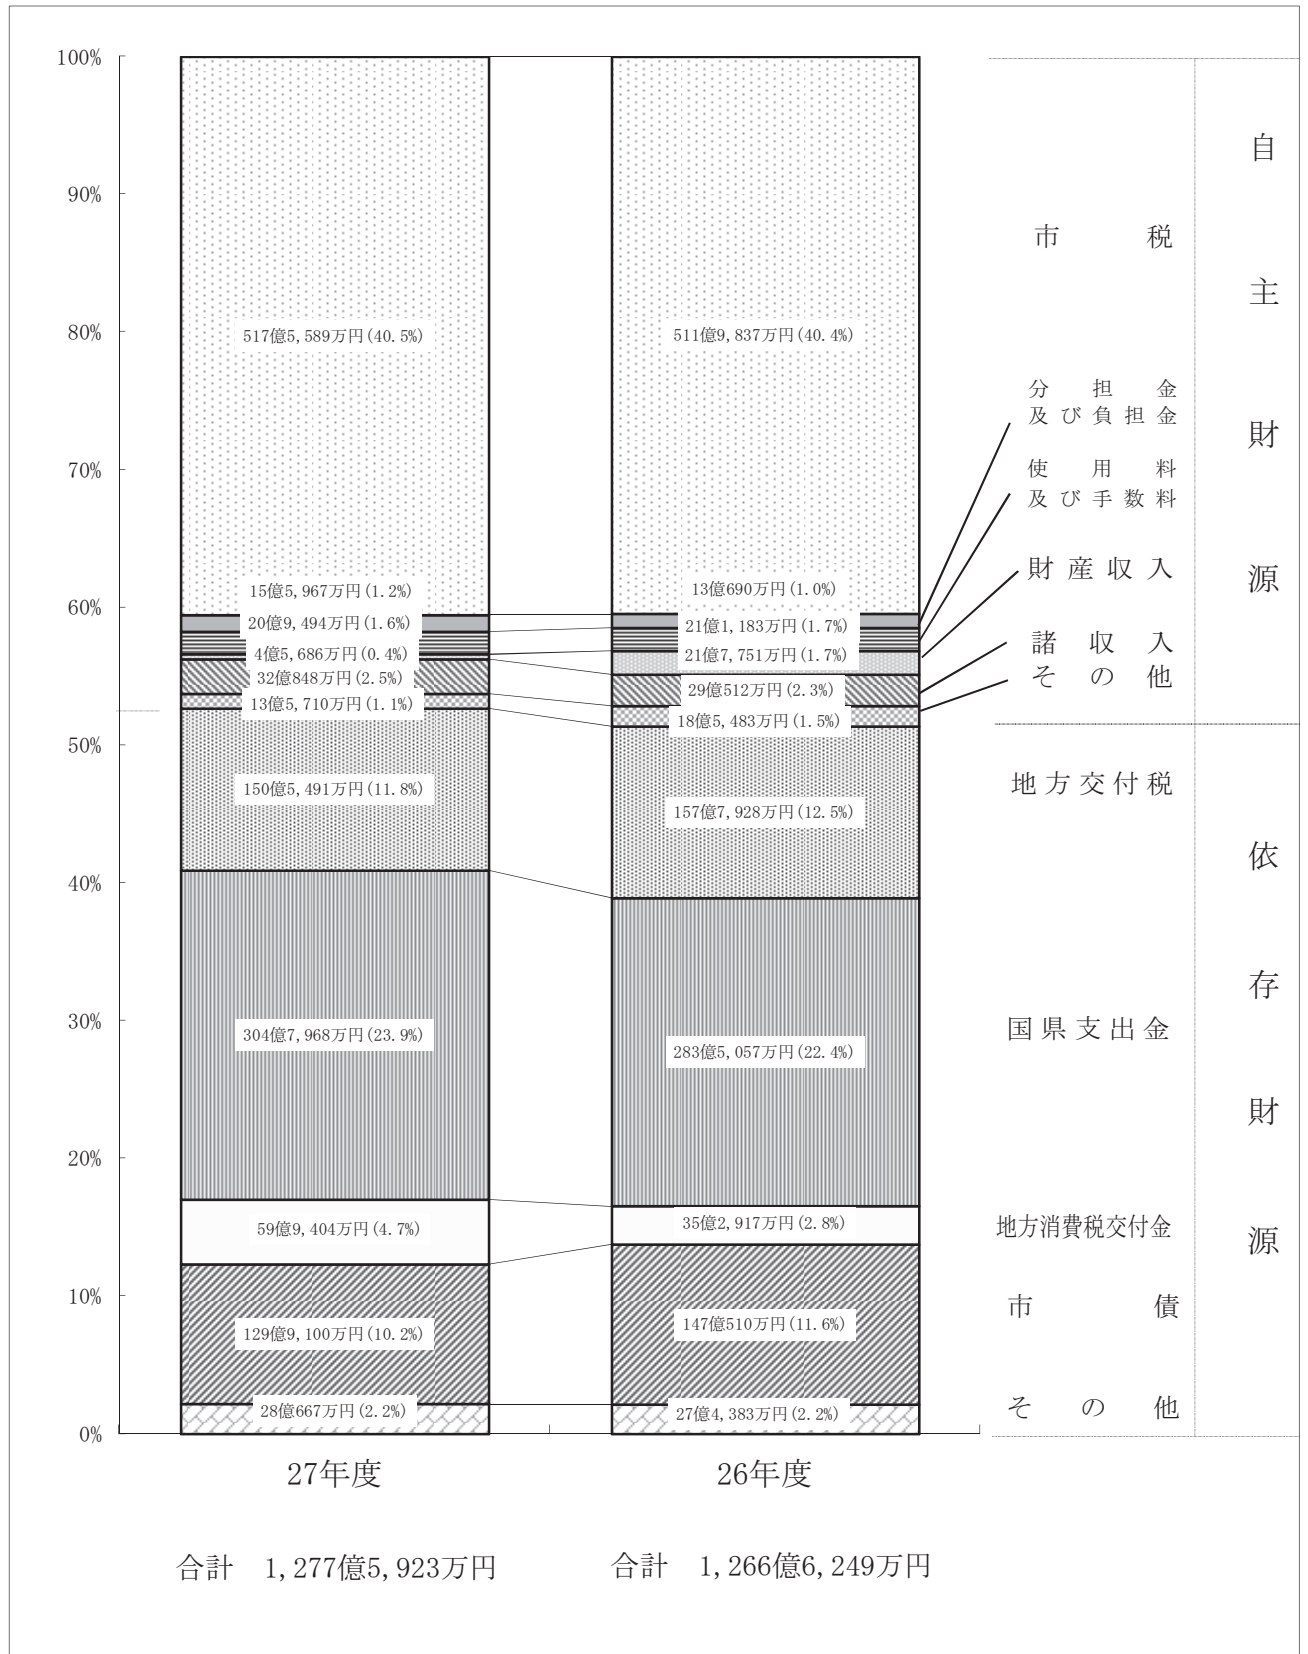 100%
90%
80%
70%
60%
50%
40%
30%
20%
10%
0%
517億5,589万円(40.5%)
15億5,967万円(1.2%)
20億9,494万円(1.6%)
4億5,686万円(0.4%)
32億848万円(2.5%)
13億5,710万円(1.1%)
150億5,491万円(11.8%)
304億7,968万円(23.9%)
59億9,404万円(4.7%)
129億9,100万円(10.2%)
28億667万円(2.2%)
27年度
合計 1,277億5,923万円
511億9,837万円(40.4%)
13億690万円(1.0%)
21億1,183万円(1.7%)
21億7,751万円(1.7%)
29億512万円(2.3%)
18億5,483万円(1.5%)
157億7,928万円(12.5%)
283億5,057万円(22.4%)
35億2,917万円(2.8%)
147億510万円(11.6%)
27億4,383万円(2.2%)
26年度
合計 1,266億6,249万円
市税
分担金
及び負担金
使用料
及び手数料
財産収入
諸収入
その他
地方交付税
国県支出金
地方消費税交付金
市債
その他
自主財源
依存財源